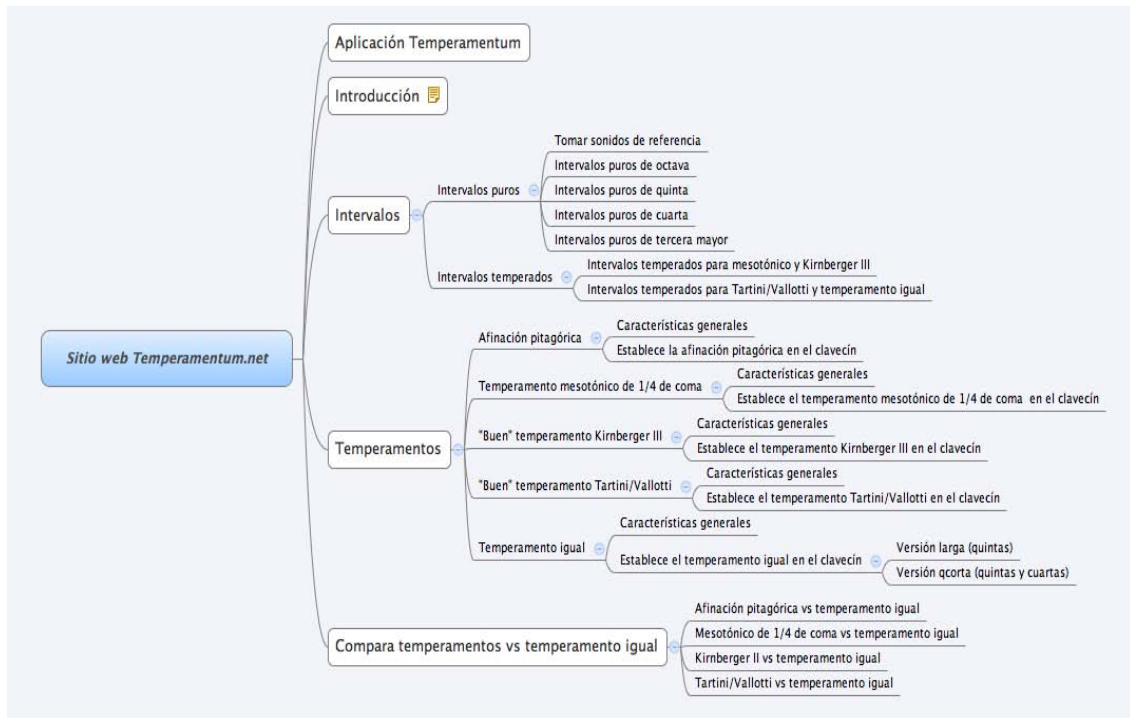 Aplicación Temperamentum
Introducción
Tomar sonidos de referencia
Intervalos puros de octava
Intervalos puros
Intervalos puros de quinta
Intervalos
Intervalos puros de cuarta
Intervalos puros de tercera mayor
Intervalos temperados para mesotónico y Kirnberger III
Intervalos temperados
Intervalos temperados para Tartini/Vallotti y temperamento igual
Sitio web Temperamentum.net
Características generales
Afinación pitagórica
Establece la afinación pitagórica en el clavecín
Características generales
Temperamento mesotónico de 1/4 de coma
Establece el temperamento mesotónico de 1/4 de coma en el clavecín
Características generales
"Buen" temperamento Kirnberger III
Temperamentos
Establece el temperamento Kirnberger III en el clavecín
Características generales
"Buen" temperamento Tartini/Vallotti
Establece el temperamento Tartini/Vallotti en el clavecín
Características generales
Temperamento igual
Establece el temperamento igual en el clavecín
Versión larga (quintas)
Versión qcorta (quintas y cuartas)
Compara temperamentos vs temperamento igual
Afinación pitagórica vs temperamento igual
Mesotónico de 1/4 de coma vs temperamento igual
Kirnberger II vs temperamento igual
Tartini/Vallotti vs temperamento igual